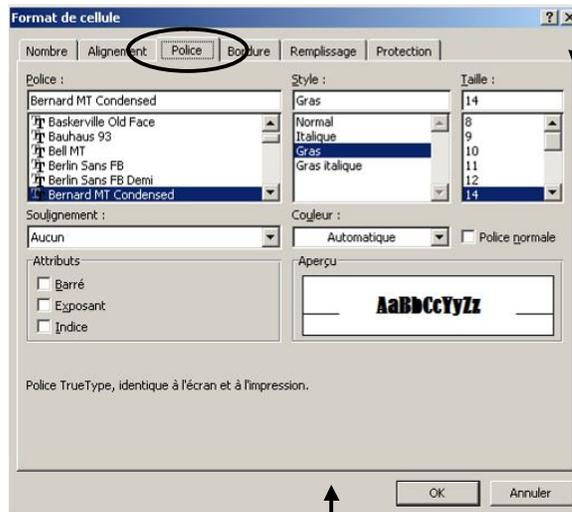 Format de cellule
Nombre Alignement Police Bordure Remplissage Protection
Police : Style : Taille :
Bernard MT Condensed Gras 14
Baskerville Old Face Normal 8
Bauhaus 93 Italique 9
Bell MT Gras 10
Berlin Sans FB Gras italique 11
Berlin Sans FB Demi 12
Bernard MT Condensed 14
Soulignement : Couleur :
Aucun Automatique Police normale
Attributs Aperçu
Barré
Exposant AaBbCcYyZz
Indice
Police TrueType, identique à l'écran et à l'impression.
OK Annuler